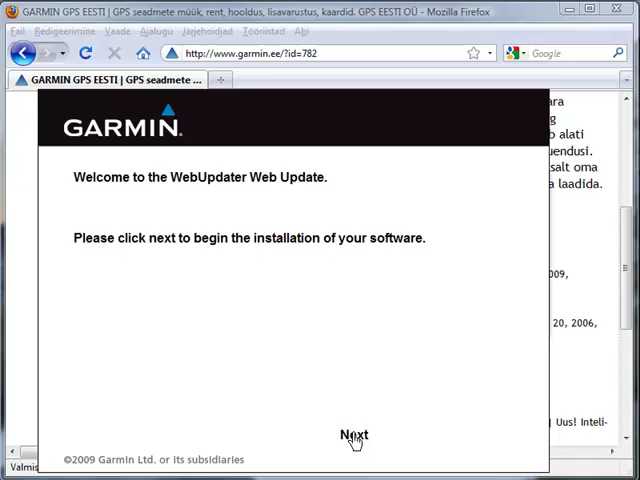 GARMIN GPS EESTI | GPS seadmete müük, rent, hooldus, lisavarustus, kaardid. GPS EESTI OÜ - Mozilla Firefox
Fail Redigeerimine Vaade Ajalugu Järjehoidjad Tööriistad Abi
http://www.garmin.ee/?id=782
Google
GARMIN GPS EESTI | GPS seadmete ...
ara
GARMIN.
g
b alati
uendusi.
salt oma
a laadida.
Welcome to the WebUpdater Web Update.
Please click next to begin the installation of your software.
009,
20, 2006,
| Uus! Inteli-
Next
©2009 Garmin Ltd. or its subsidiaries
Valmis